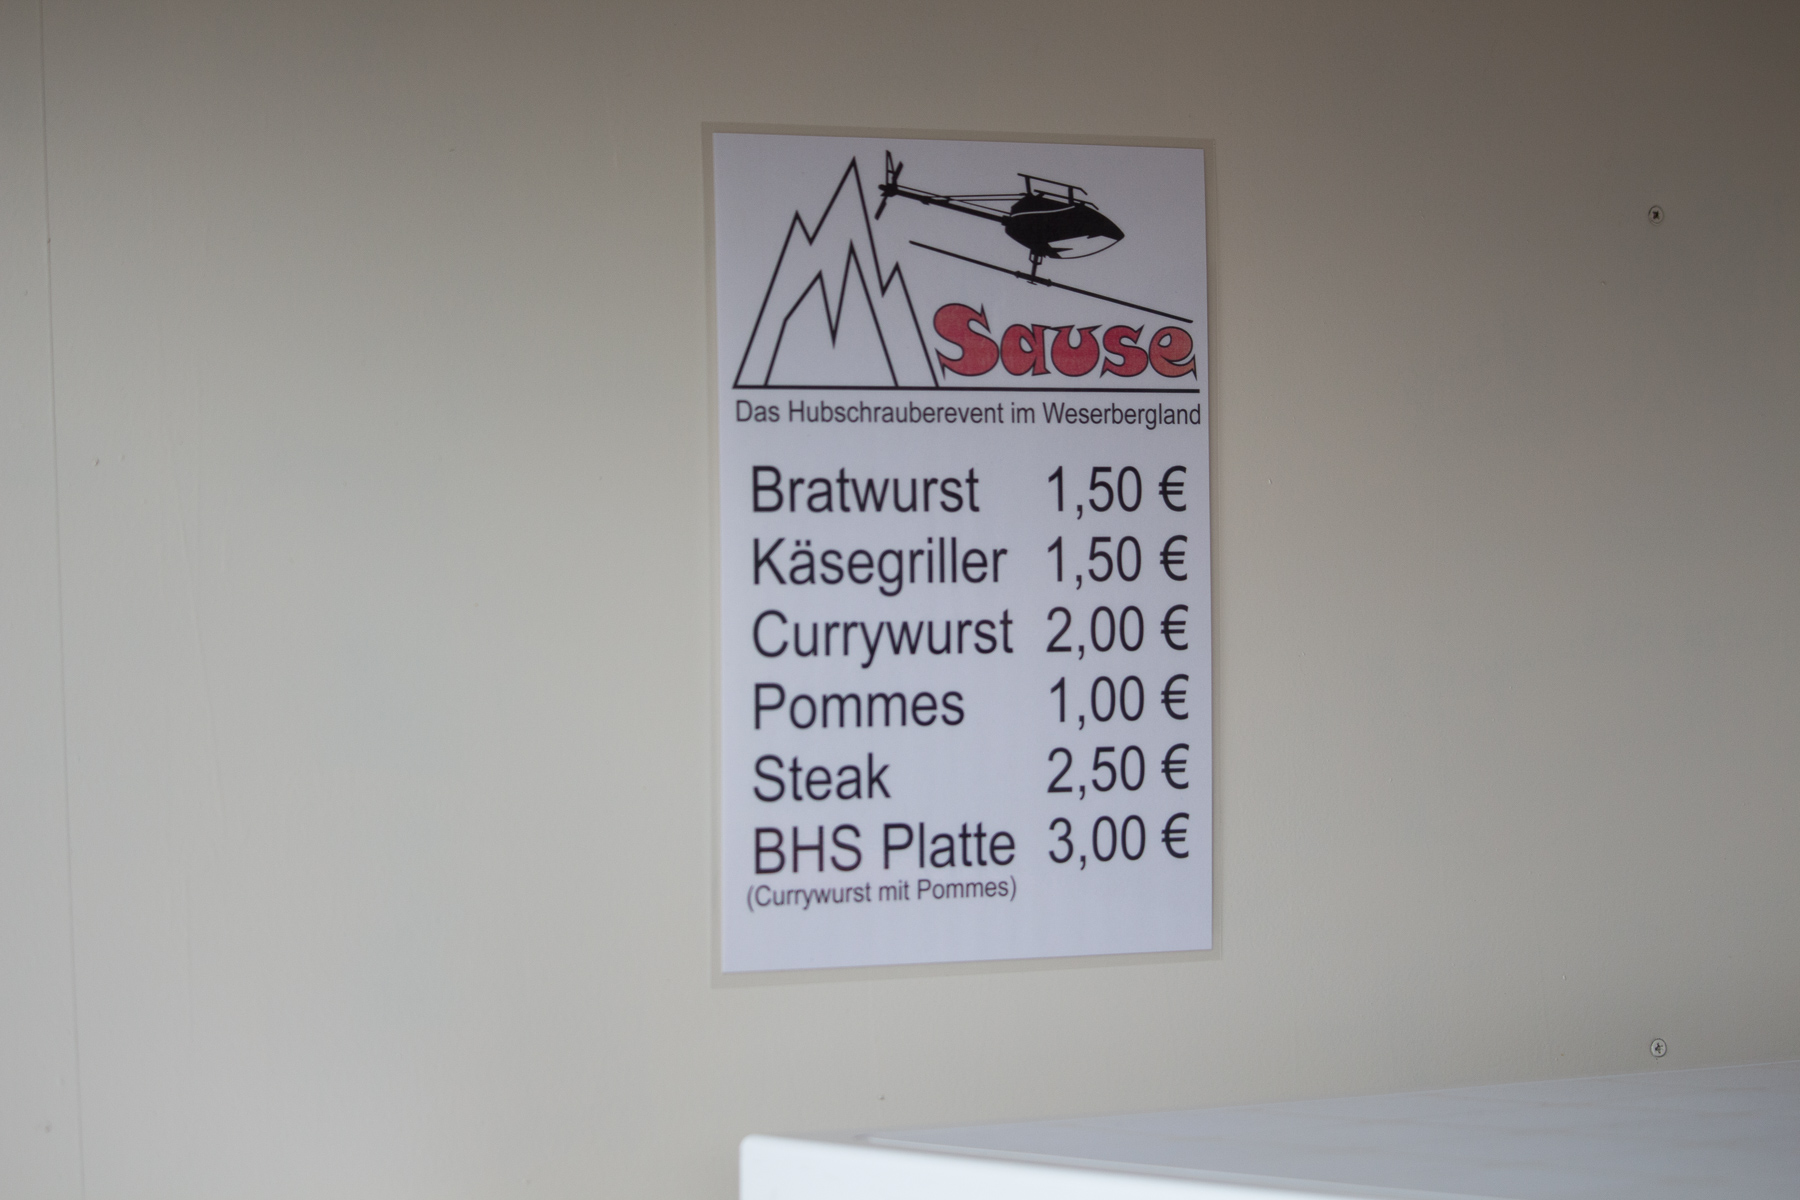 Sause
Das Hubschrauberevent im Weserbergland
Bratwurst 1,50 €
Käsegriller 1,50 €
Currywurst 2,00 €
Pommes 1,00 €
Steak 2,50 €
BHS Platte 3,00 €
(Currywurst mit Pommes)